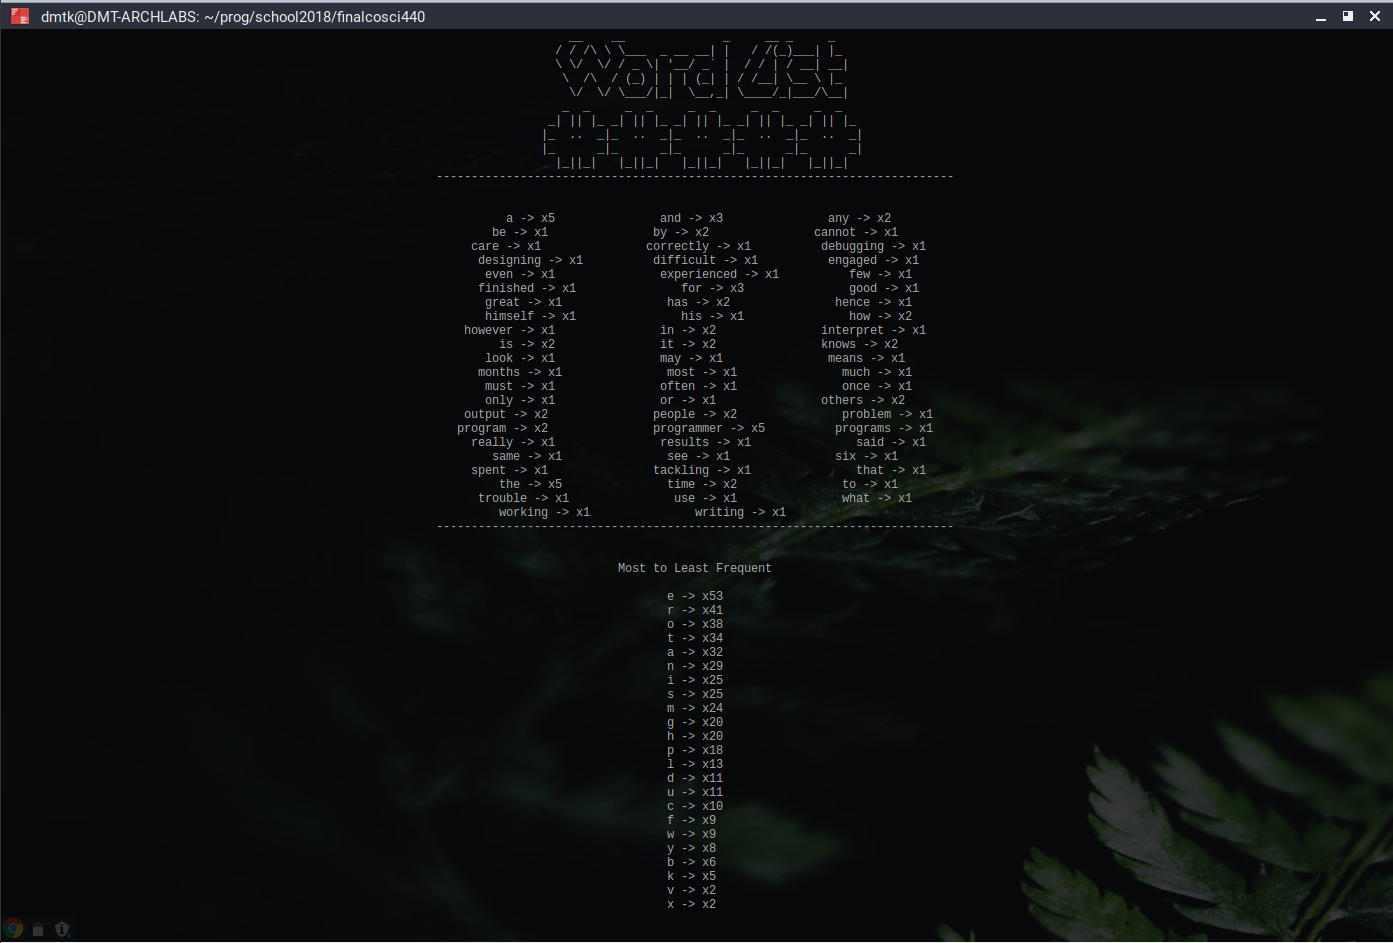 dmtk@DMT-ARCHLABS: ~/prog/school2018/finalcosci440
Word List
a -> x5 and -> x3 any -> x2
be -> x1 by -> x2 cannot -> x1
care -> x1 correctly -> x1 debugging -> x1
designing -> x1 difficult -> x1 engaged -> x1
even -> x1 experienced -> x1 few -> x1
finished -> x1 for -> x3 good -> x1
great -> x1 has -> x2 hence -> x1
himself -> x1 his -> x1 how -> x2
however -> x1 in -> x2 interpret -> x1
is -> x2 it -> x2 knows -> x2
look -> x1 may -> x1 means -> x1
months -> x1 most -> x1 much -> x1
must -> x1 often -> x1 once -> x1
only -> x1 or -> x1 others -> x2
output -> x2 people -> x2 problem -> x1
program -> x2 programmer -> x5 programs -> x1
really -> x1 results -> x1 said -> x1
same -> x1 see -> x1 six -> x1
spent -> x1 tackling -> x1 that -> x1
the -> x5 time -> x2 to -> x1
trouble -> x1 use -> x1 what -> x1
working -> x1 writing -> x1
Most to Least Frequent
e -> x53
r -> x41
o -> x38
t -> x34
a -> x32
n -> x29
i -> x25
s -> x25
m -> x24
g -> x20
h -> x20
p -> x18
l -> x13
d -> x11
u -> x11
c -> x10
f -> x9
w -> x9
y -> x8
b -> x6
k -> x5
v -> x2
x -> x2